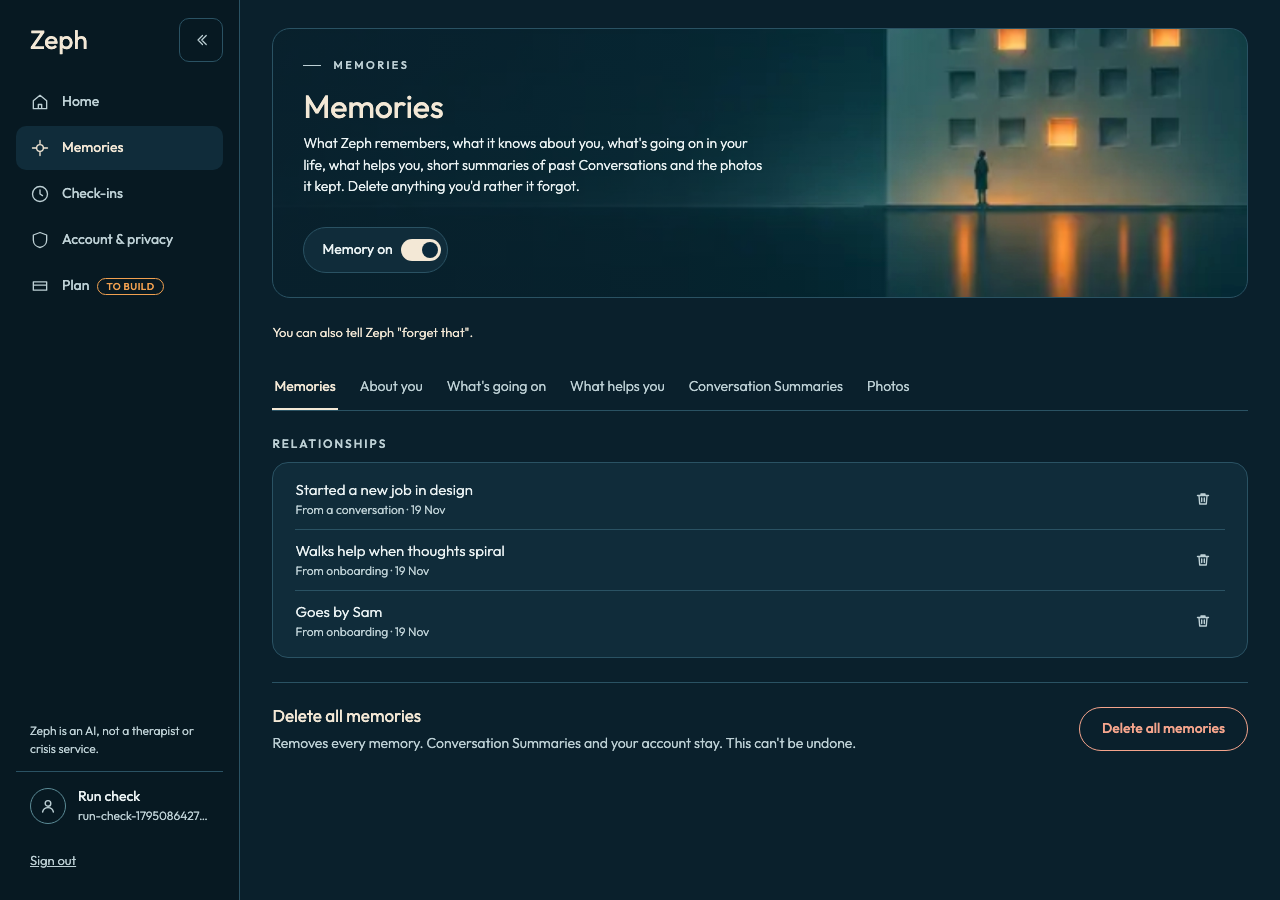 Zeph
Home
Memories
Check-ins
Account & privacy
Plan TO BUILD
Zeph is an AI, not a therapist or
crisis service.
Run check
run-check-1795086427...
Sign out
MEMORIES
Memories
What Zeph remembers, what it knows about you, what's going on in your
life, what helps you, short summaries of past Conversations and the photos
it kept. Delete anything you'd rather it forgot.
Memory on
You can also tell Zeph "forget that".
Memories About you What's going on What helps you Conversation Summaries Photos
RELATIONSHIPS
Started a new job in design
From a conversation · 19 Nov
Walks help when thoughts spiral
From onboarding · 19 Nov
Goes by Sam
From onboarding · 19 Nov
Delete all memories
Removes every memory. Conversation Summaries and your account stay. This can't be undone.
Delete all memories